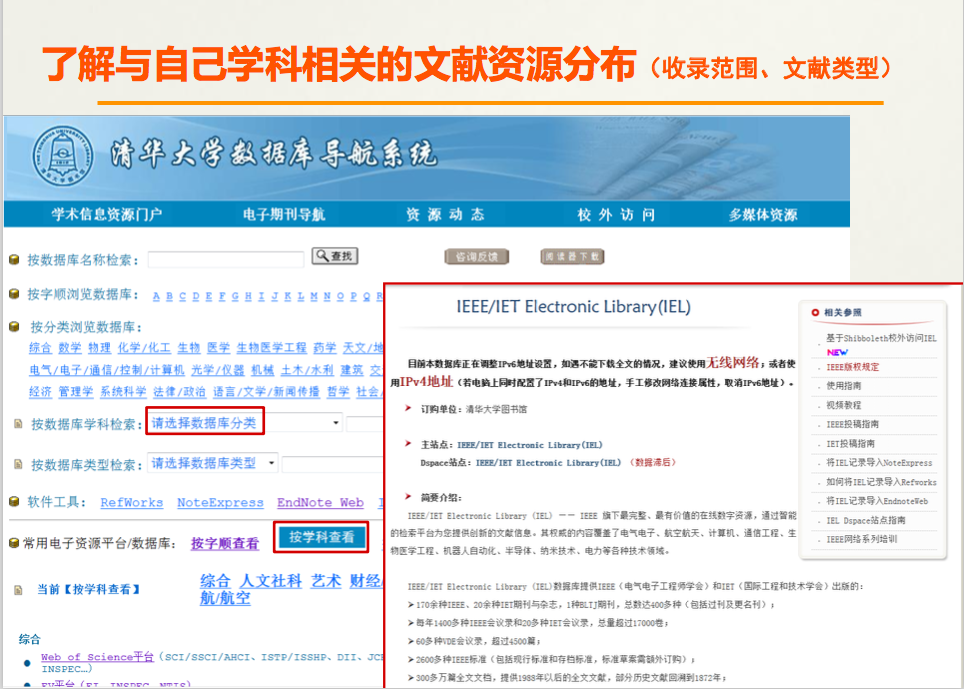 了解与自己学科相关的文献资源分布（收录范围、文献类型）
清华大学数据库导航系统
学术信息资源门户 电子期刊导航 资 源 动 态 校 外 访 问 多媒体资源
按数据库名称检索： 查找 咨询反馈 阅读器下载
按字顺浏览数据库： A B C D E F G H I J K L M N O P Q R
按分类浏览数据库：
综合 数学 物理 化学/化工 生物 医学 生物医学工程 药学 天文/地
电气/电子/通信/控制/计算机 光学/仪器 机械 土木/水利 建筑 交
经济 管理学 系统科学 法律/政治 语言/文学/新闻传播 哲学 社会/
按数据库学科检索： 请选择数据库分类
按数据库类型检索： 请选择数据库类型
软件工具： RefWorks NoteExpress EndNote Web
常用电子资源平台/数据库： 按字顺查看 按学科查看
当前【按学科查看】
综合 人文社科 艺术 财经/
航/航空
综合
Web of Science平台（SCI/SSCI/AHCI、ISTP/ISSHP、DII、JCR
INSPEC…）
EV平台（EI、INSPEC、NTIS）
IEEE/IET Electronic Library(IEL)
目前本数据库正在调整IPv6地址设置，如遇不能下载全文的情况，建议使用无线网络；或者使
用IPv4地址（若电脑上同时配置了IPv4和IPv6的地址，手工修改网络连接属性，取消IPv6地址）。
订购单位：清华大学图书馆
主站点：IEEE/IET Electronic Library(IEL)
Dspace站点：IEEE/IET Electronic Library(IEL) （数据滞后）
简要介绍：
IEEE/IET Electronic Library (IEL) —— IEEE 旗下最完整、最有价值的在线数字资源，通过智能
的检索平台为您提供创新的文献信息。其权威的内容覆盖了电气电子、航空航天、计算机、通信工程、生
物医学工程、机器人自动化、半导体、纳米技术、电力等各种技术领域。
IEEE/IET Electronic Library (IEL)数据库提供IEEE（电气电子工程师学会）和IET（国际工程和技术学会）出版的：
➢170余种IEEE、20余种IET期刊与杂志，1种BLTJ期刊，总数达400多种（包括过刊及更名刊）；
➢每年1400多种IEEE会议录和20多种IET会议录，总量超过17000卷；
➢60多种VDE会议录，超过4500篇；
➢2600多种IEEE标准（包括现行标准和存档标准，标准草案需额外订购）；
➢300多万篇全文文档，提供1988年以后的全文文献，部分历史文献回溯到1872年；
相关参照
基于Shibboleth校外访问IEL
NEW
IEEE版权规定
使用指南
视频教程
IEEE投稿指南
IET投稿指南
将IEL记录导入NoteExpress
如何将IEL记录导入Refworks
将IEL记录导入EndnoteWeb
IEL Dspace站点指南
IEEE网络系列培训